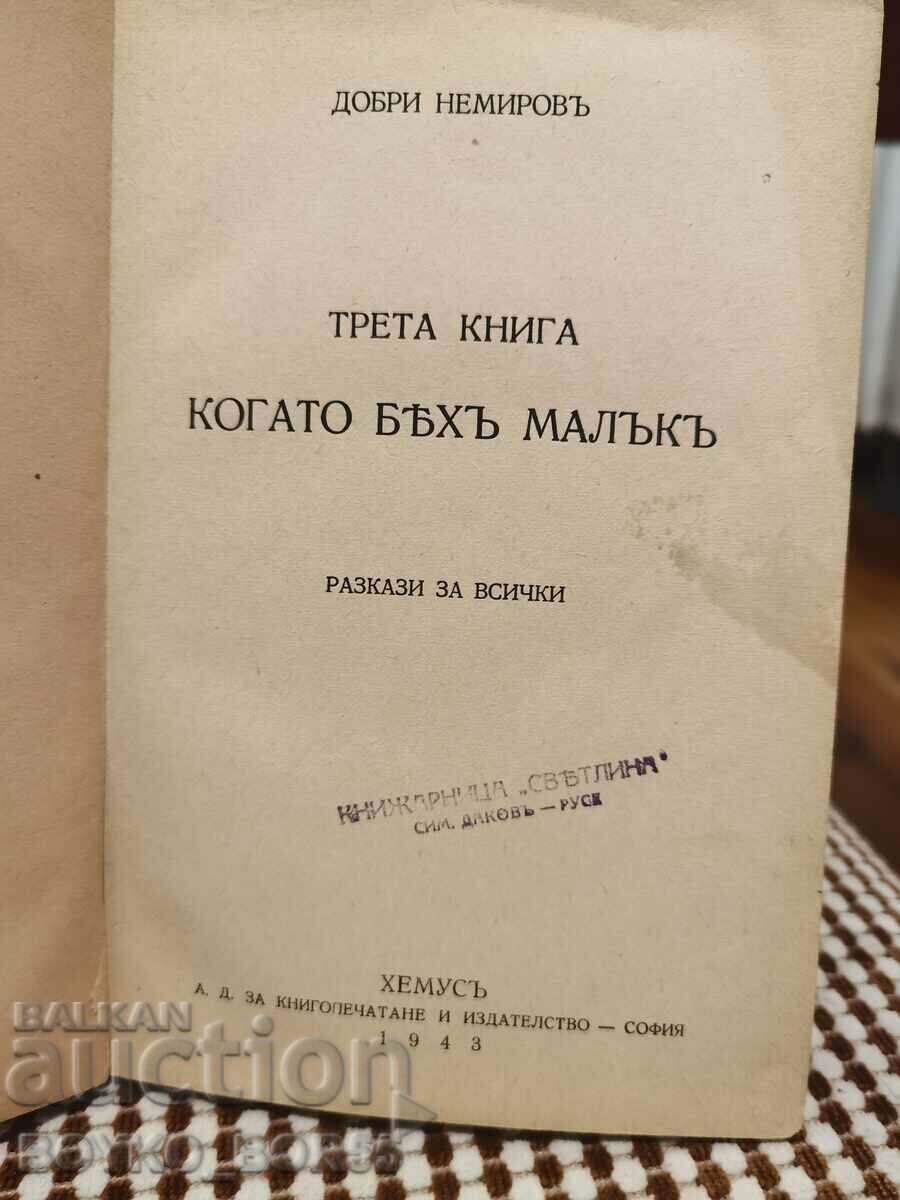 ДОБРИ НЕМИРОВЪ
ТРЕТА КНИГА
КОГАТО БѢХЪ МАЛЪКЪ
РАЗКАЗИ ЗА ВСИЧКИ
КНИЖАРНИЦА „СВѢТЛИНА"
СИМ. ДАКОВЪ — РУСЕ
ХЕМУСЪ
А. Д. ЗА КНИГОПЕЧАТАНЕ И ИЗДАТЕЛСТВО — СОФИЯ
1943
BALKAN
auction
BOYKO_BOR55